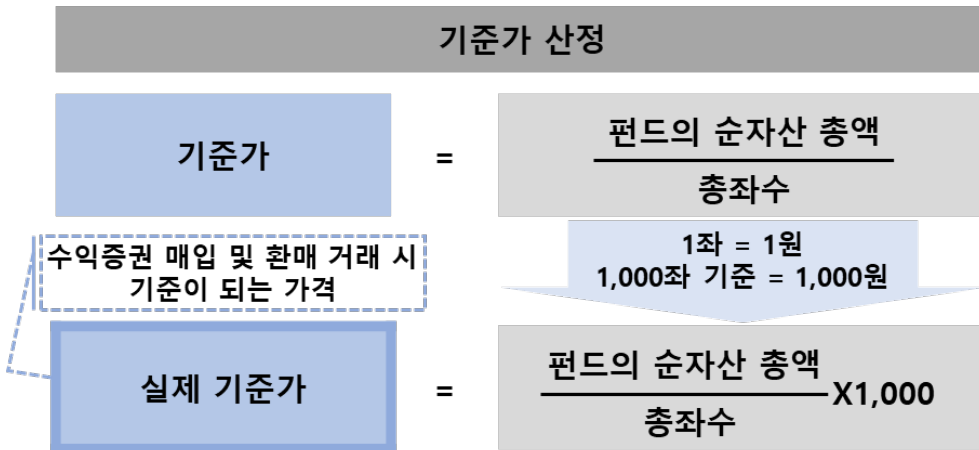 기준가 산정
기준가
=
펀드의 순자산 총액
총좌수
수익증권 매입 및 환매 거래 시
기준이 되는 가격
1좌 = 1원
1,000좌 기준 = 1,000원
실제 기준가
=
펀드의 순자산 총액
총좌수
X1,000